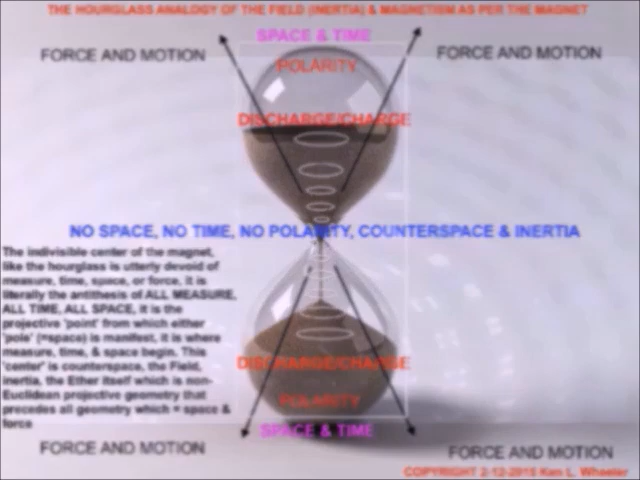 THE HOURGLASS ANALOGY OF THE FIELD (INERTIA) & MAGNETISM AS PER THE MAGNET
SPACE & TIME
FORCE AND MOTION
FORCE AND MOTION
POLARITY
DISCHARGE/CHARGE
NO SPACE, NO TIME, NO POLARITY, COUNTERSPACE & INERTIA
The indivisible center of the magnet,
like the hourglass is utterly devoid of
measure, time, space, or force, it is
literally the antithesis of ALL MEASURE,
ALL TIME, ALL SPACE, it is the
projective 'point' from which either
'pole' (=space) is manifest, it is where
measure, time, & space begin. This
'center' is counterspace, the Field,
inertia, the Ether itself which is non-
Euclidean projective geometry that
precedes all geometry which = space &
force
DISCHARGE/CHARGE
POLARITY
SPACE & TIME
FORCE AND MOTION
FORCE AND MOTION
COPYRIGHT 2-12-2015 Ken L. Wheeler